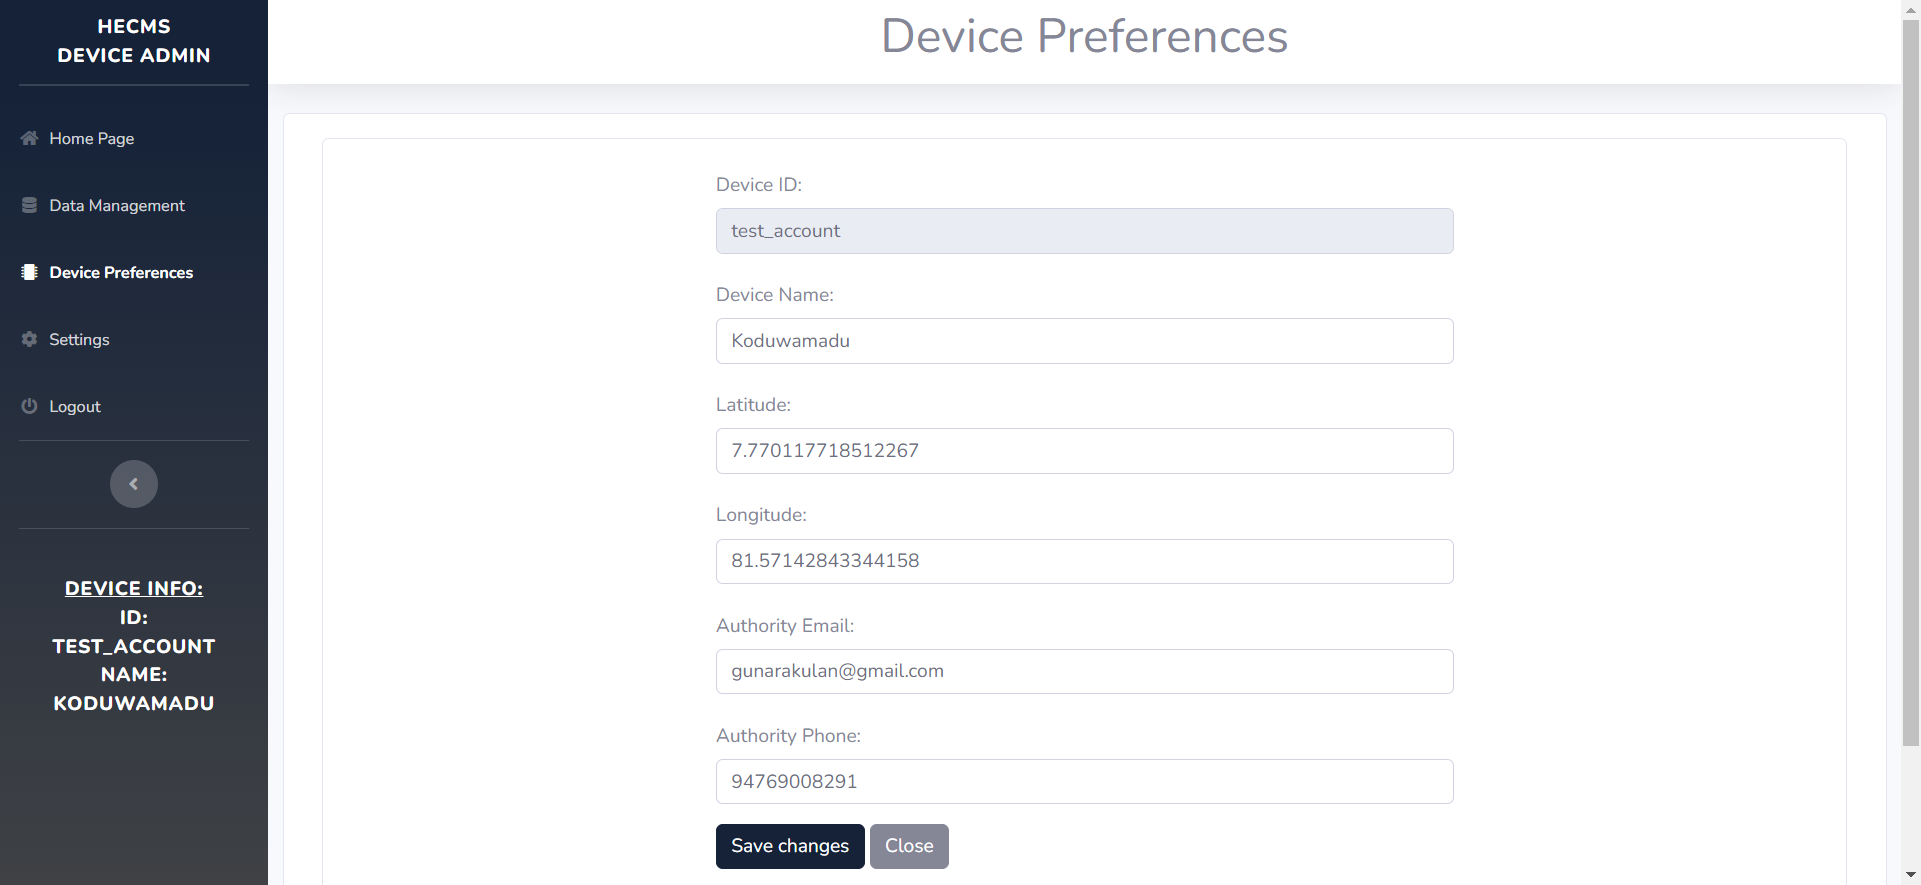 HECMS
DEVICE ADMIN
Home Page
Data Management
Device Preferences
Settings
Logout
DEVICE INFO:
ID:
TEST_ACCOUNT
NAME:
KODUWAMADU
Device Preferences
Device ID:
test_account
Device Name:
Koduwamadu
Latitude:
7.770117718512267
Longitude:
81.57142843344158
Authority Email:
gunarakulan@gmail.com
Authority Phone:
94769008291
Save changes Close